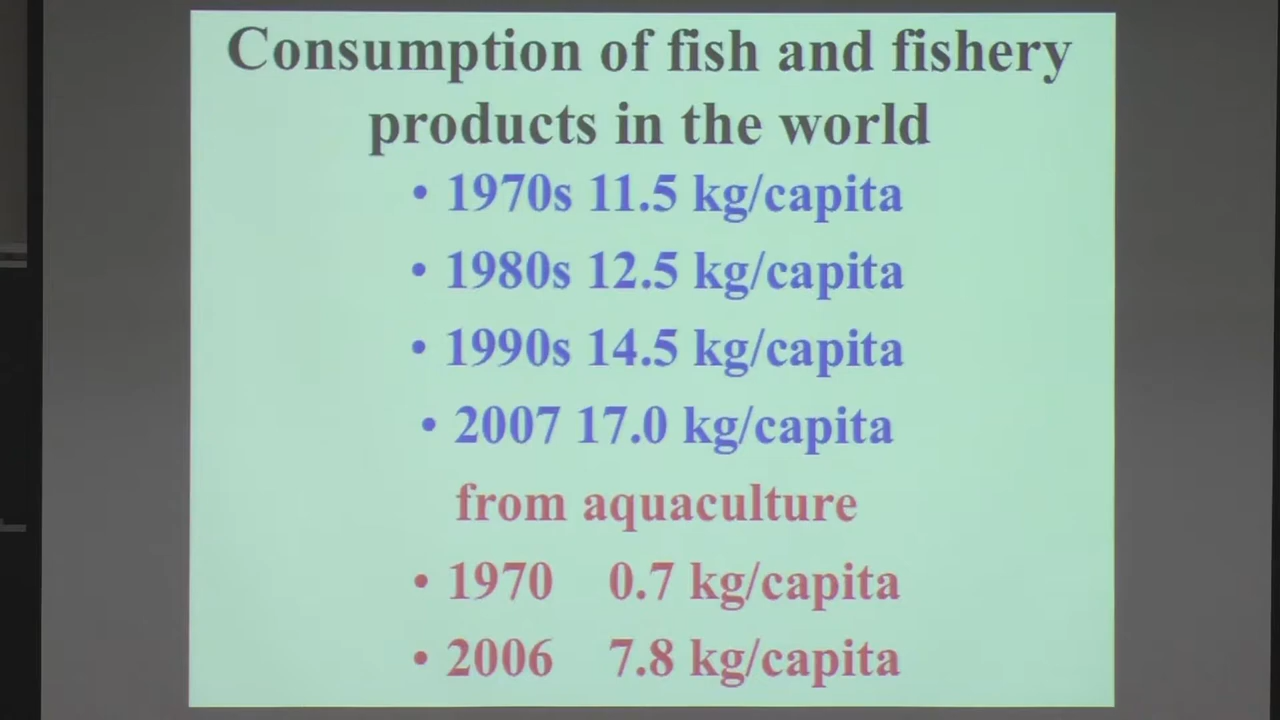 Consumption of fish and fishery
products in the world
• 1970s 11.5 kg/capita
• 1980s 12.5 kg/capita
• 1990s 14.5 kg/capita
• 2007 17.0 kg/capita
from aquaculture
• 1970 0.7 kg/capita
• 2006 7.8 kg/capita